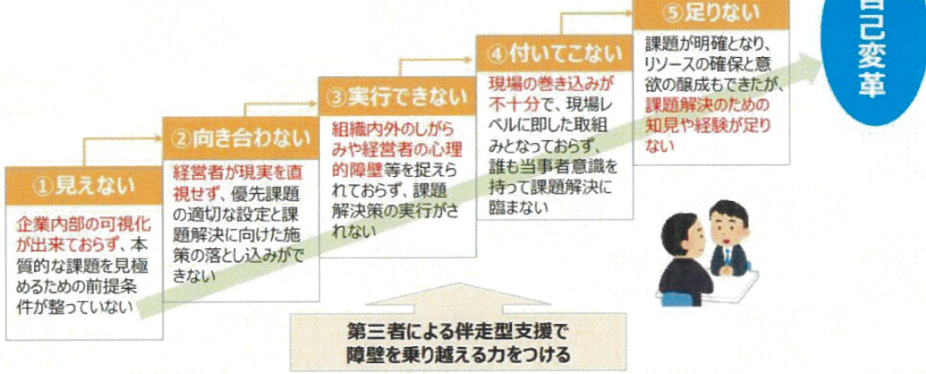 ①見えない
企業内部の可視化
が出来ておらず、本
質的な課題を見極
めるための前提条
件が整っていない
②向き合わない
経営者が現実を直
視せず、優先課題
の適切な設定と課
題解決に向けた施
策の落とし込みがで
きない
③実行できない
組織内外のしがら
みや経営者の心理
的障壁等を捉えら
れておらず、課題
解決策の実行がさ
れない
④付いてこない
現場の巻き込みが
不十分で、現場レ
ベルに即した取組
みとなっておらず、
誰も当事者意識を
持って課題解決に
臨まない
⑤足りない
課題が明確となり、
リソースの確保と意
欲の醸成もできたが、
課題解決のための
知見や経験が足り
ない
自己変革
第三者による伴走型支援で
障壁を乗り越える力をつける